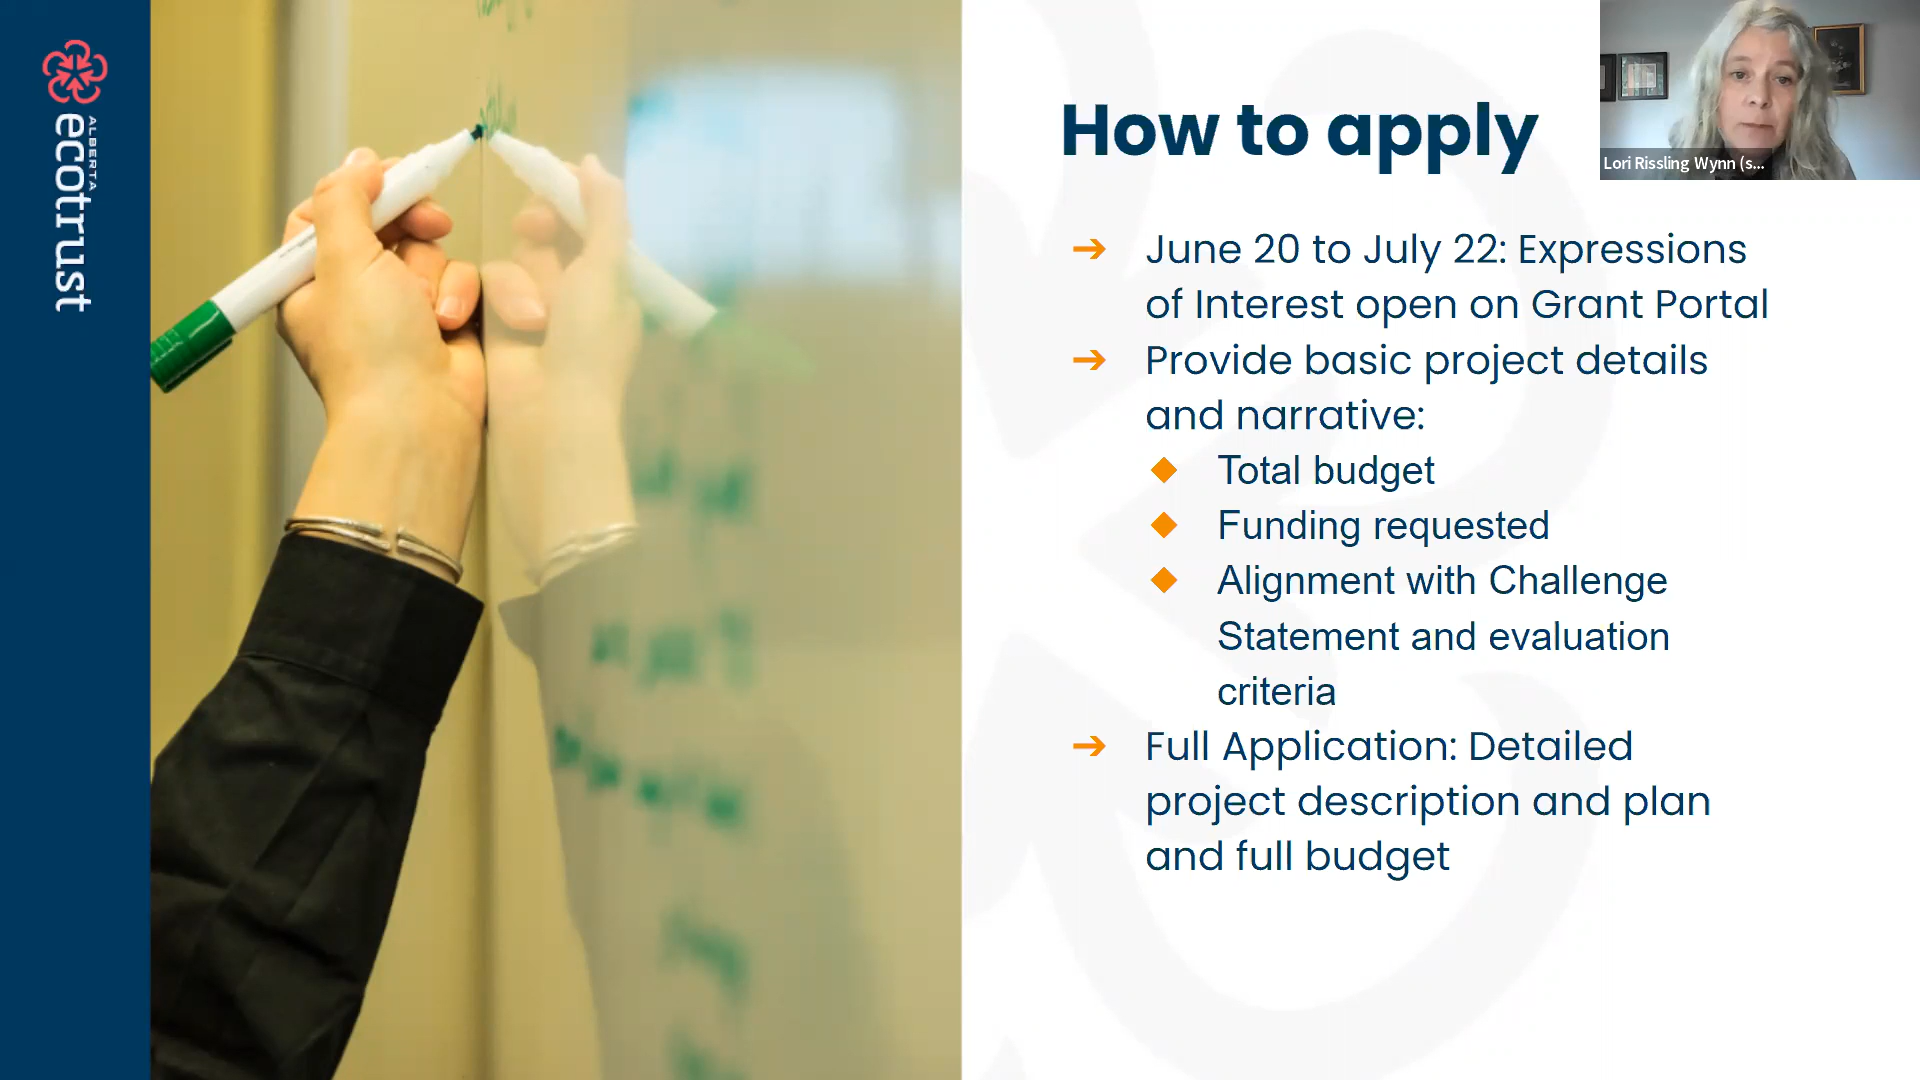 ALBERTA
ecotrust
How to apply
Lori Rissling Wynn (s...
➔ June 20 to July 22: Expressions
of Interest open on Grant Portal
➔ Provide basic project details
and narrative:
◆ Total budget
◆ Funding requested
◆ Alignment with Challenge
Statement and evaluation
criteria
➔ Full Application: Detailed
project description and plan
and full budget